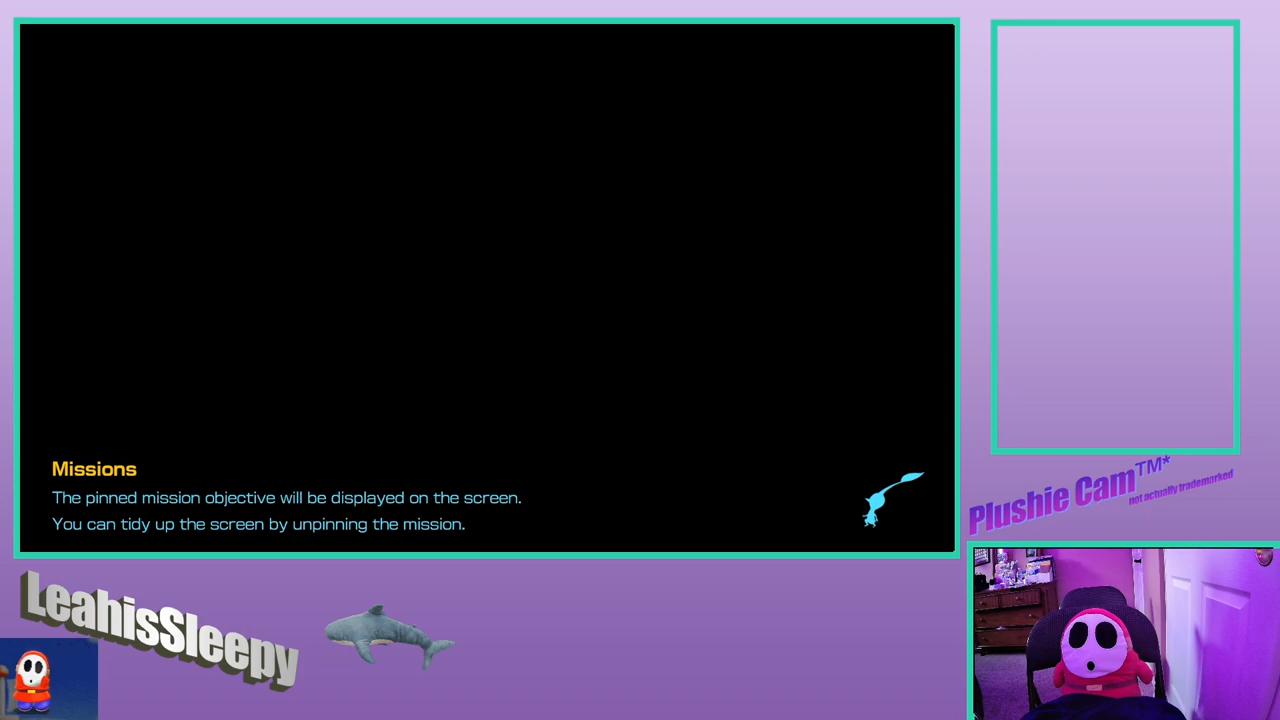 Missions
The pinned mission objective will be displayed on the screen.
You can tidy up the screen by unpinning the mission.
Plushie Cam™*
not actually trademarked
LeahisSleepy